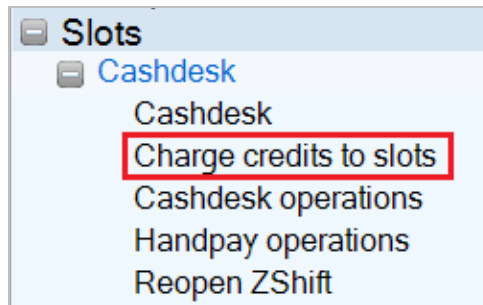 Slots
Cashdesk
Cashdesk
Charge credits to slots
Cashdesk operations
Handpay operations
Reopen ZShift